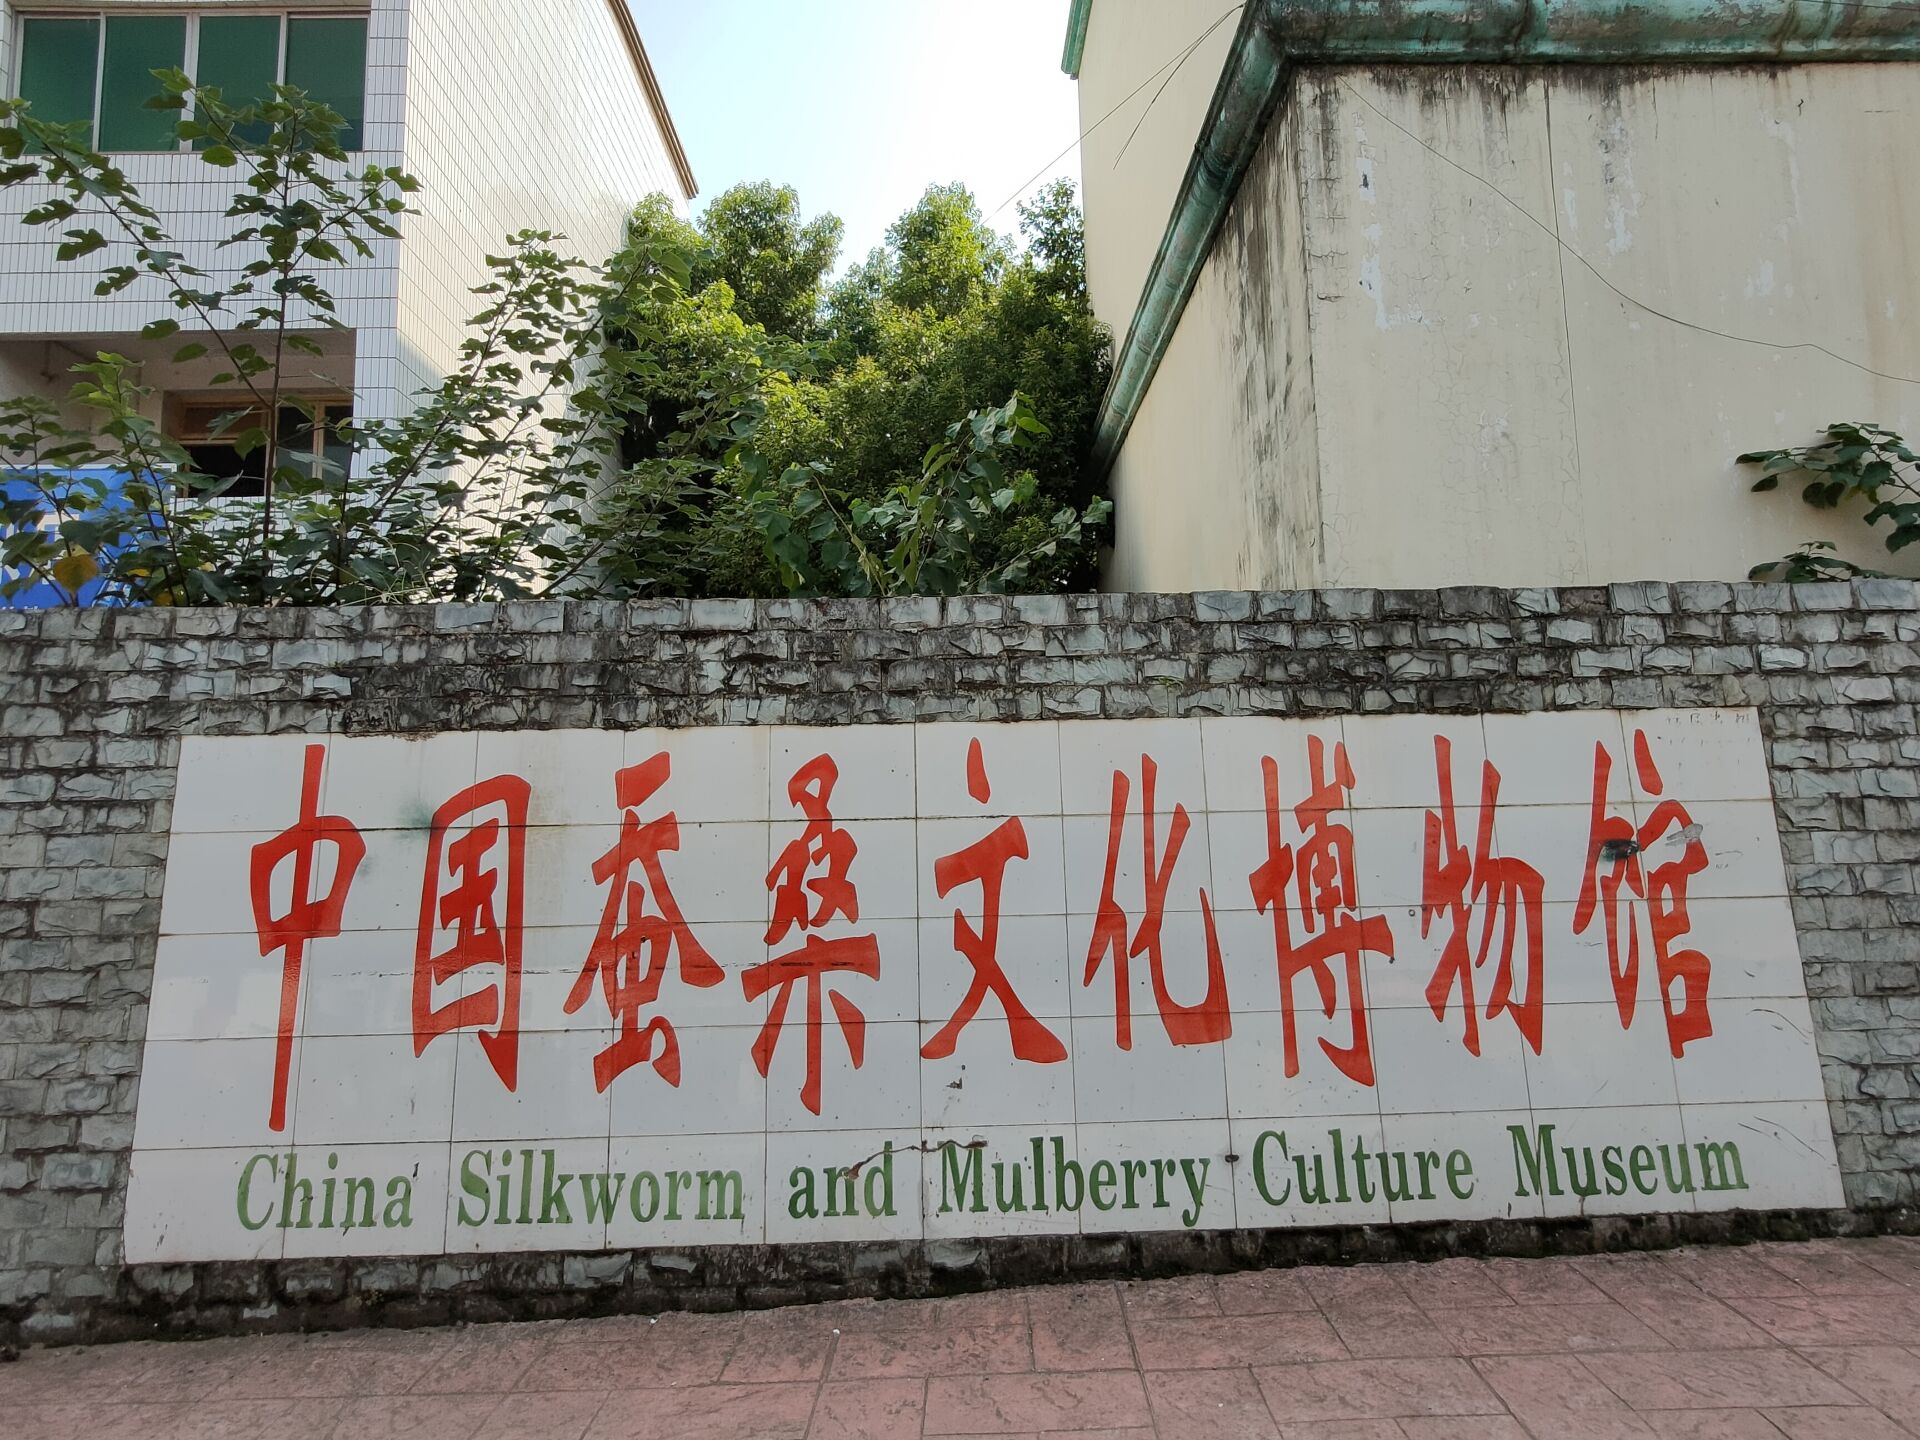 中国蚕桑文化博物馆
China Silkworm and Mulberry Culture Museum